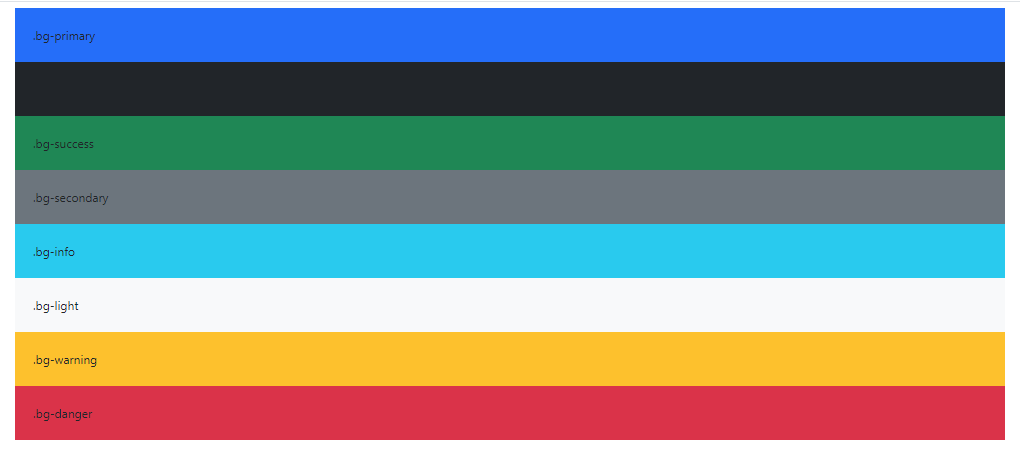 .bg-primary
.bg-success
.bg-secondary
.bg-info
.bg-light
.bg-warning
.bg-danger